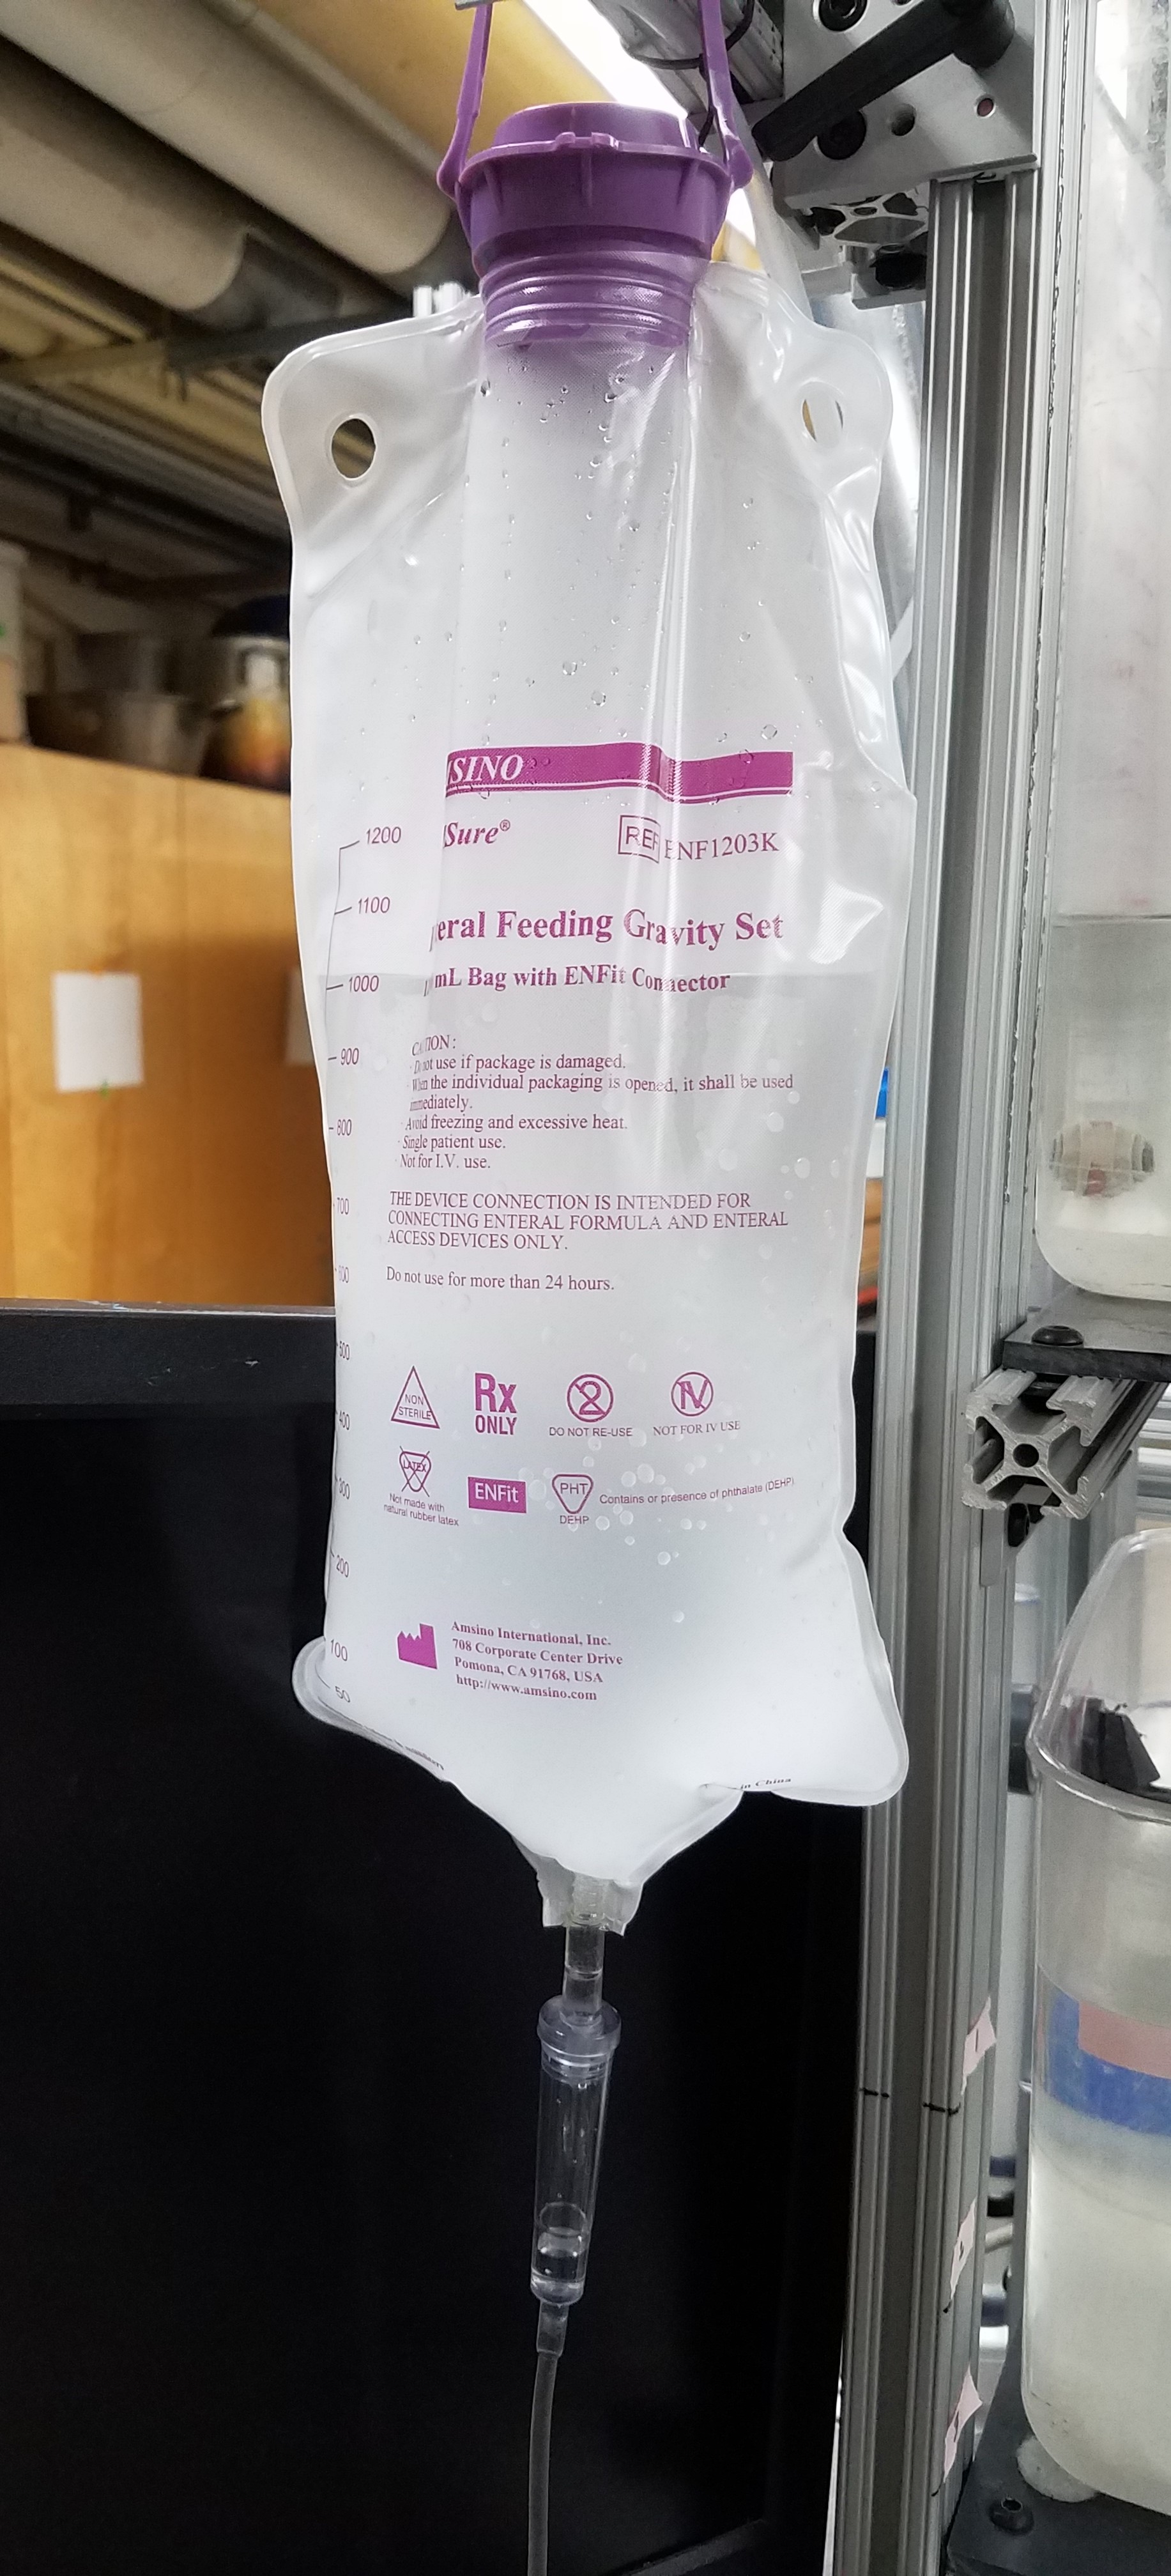 SINO
Sure®
REF ENF1203K
1200
1100
eral Feeding Gravity Set
mL Bag with ENFit Connector
1000
CAUTION:
900
· Do not use if package is damaged.
· When the individual packaging is opened, it shall be used
immediately.
· Avoid freezing and excessive heat.
800
· Single patient use.
· Not for I.V. use.
700
THE DEVICE CONNECTION IS INTENDED FOR
CONNECTING ENTERAL FORMULA AND ENTERAL
ACCESS DEVICES ONLY.
600
Do not use for more than 24 hours.
500
NON
STERILE
Rx
ONLY
2
DO NOT RE-USE
IV
NOT FOR IV USE
400
LATEX
Not made with
natural rubber latex
ENFit
PHT
DEHP
Contains or presence of phthalate (DEHP)
300
200
100
50
Amsino International, Inc.
708 Corporate Center Drive
Pomona, CA 91768, USA
http://www.amsino.com
in China